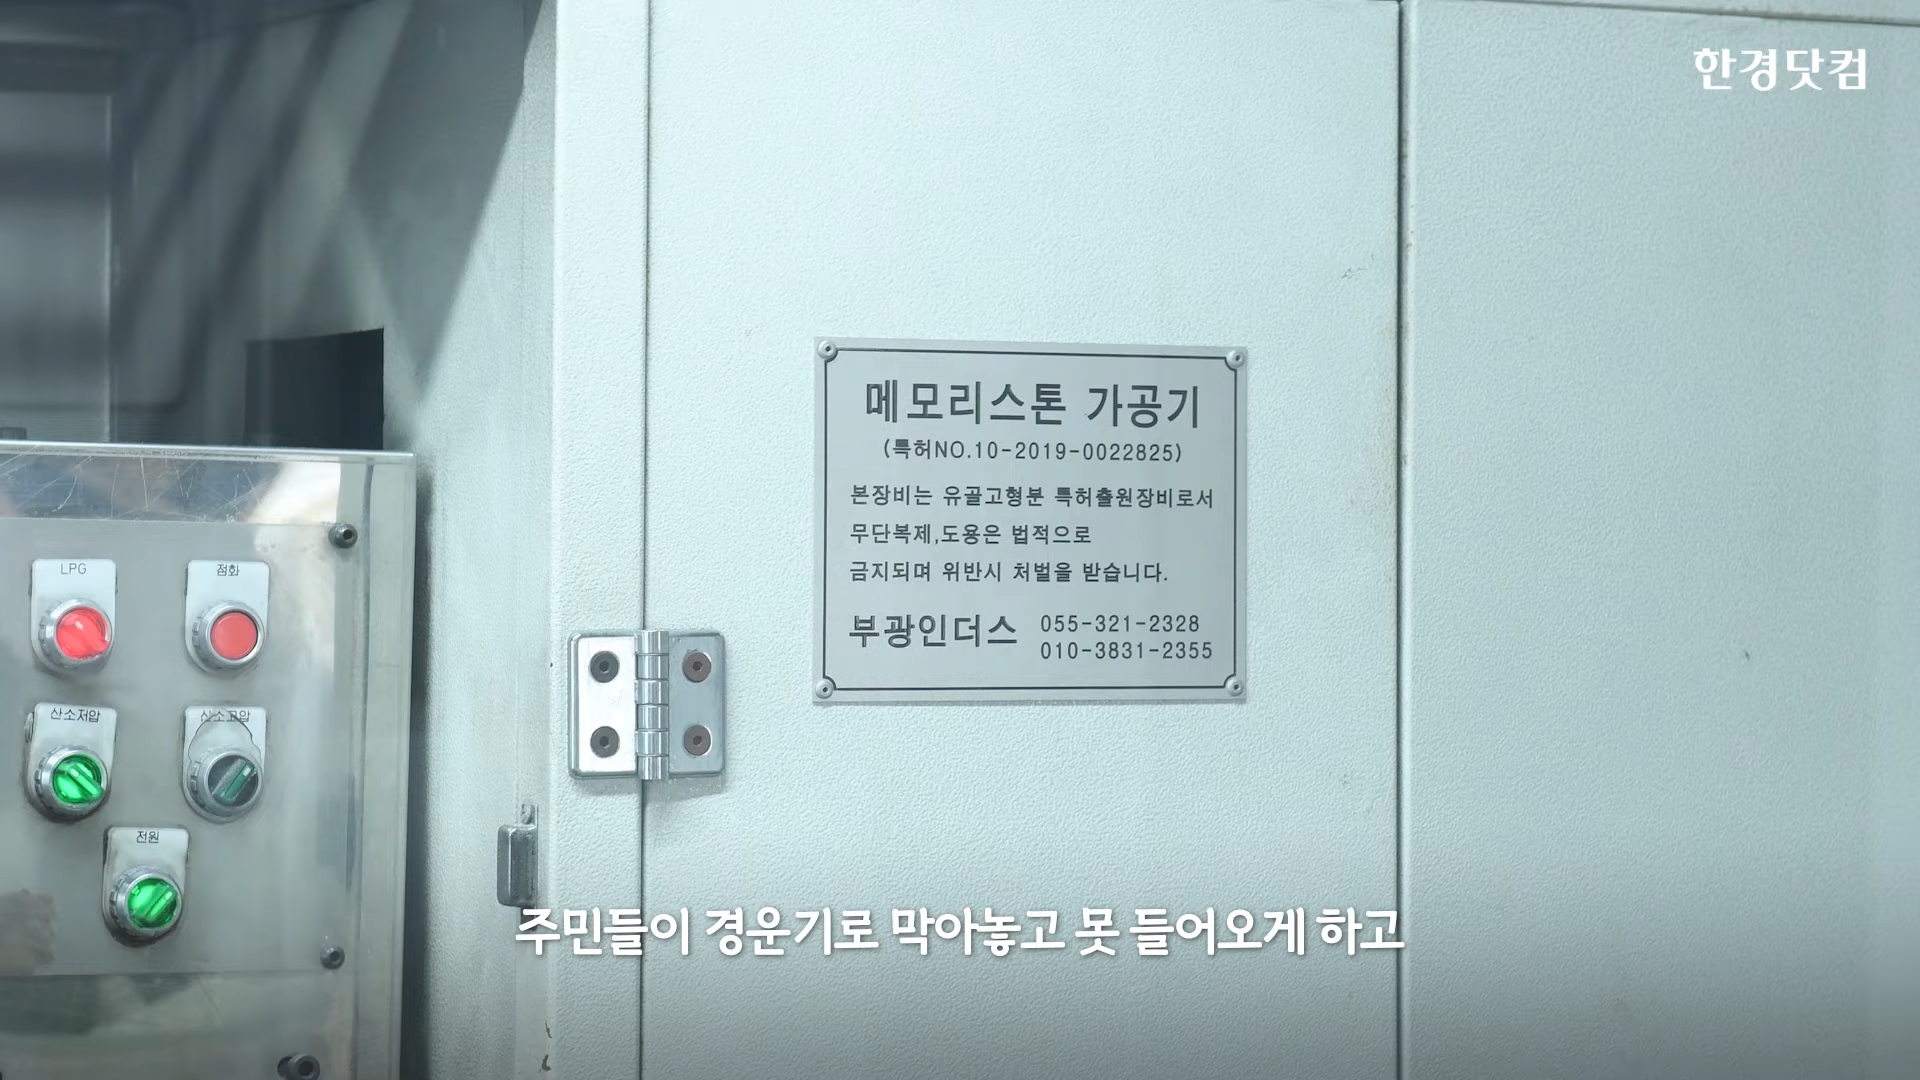 한경닷컴
메모리스톤 가공기
(특허NO.10-2019-0022825)
본장비는 유골고형분 특허출원장비로서
무단복제,도용은 법적으로
금지되며 위반시 처벌을 받습니다.
부광인더스 055-321-2328
010-3831-2355
LPG 점화
산소저압 산소고압
전원
주민들이 경운기로 막아놓고 못 들어오게 하고